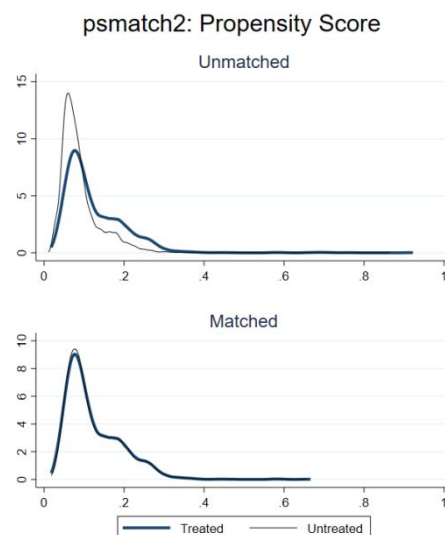 psmatch2: Propensity Score
Unmatched
15
10
5
0
0 .2 .4 .6 .8 1
Matched
10
8
6
4
2
0
0 .2 .4 .6 .8 1
Treated Untreated